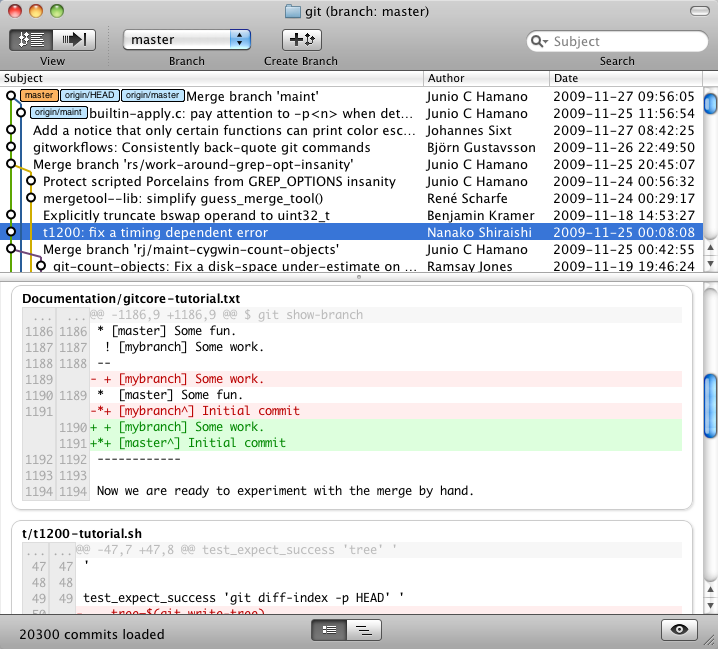 git (branch: master)
master
Subject
View
Branch
Create Branch
Search
Subject Author Date
master origin/HEAD origin/master Merge branch 'maint' Junio C Hamano 2009-11-27 09:56:05
origin/maint builtin-apply.c: pay attention to -p<n> when det... Junio C Hamano 2009-11-25 11:56:54
Add a notice that only certain functions can print color esc... Johannes Sixt 2009-11-27 08:42:25
gitworkflows: Consistently back-quote git commands Björn Gustavsson 2009-11-26 22:49:50
Merge branch 'rs/work-around-grep-opt-insanity' Junio C Hamano 2009-11-25 20:45:07
Protect scripted Porcelains from GREP_OPTIONS insanity Junio C Hamano 2009-11-24 00:56:32
mergetool--lib: simplify guess_merge_tool() René Scharfe 2009-11-24 00:29:17
Explicitly truncate bswap operand to uint32_t Benjamin Kramer 2009-11-18 14:53:27
t1200: fix a timing dependent error Nanako Shiraishi 2009-11-25 00:08:08
Merge branch 'rj/maint-cygwin-count-objects' Junio C Hamano 2009-11-25 00:42:55
git-count-objects: Fix a disk-space under-estimate on ... Ramsay Jones 2009-11-19 19:46:24
Documentation/gitcore-tutorial.txt
... ... @@ -1186,9 +1186,9 @@ $ git show-branch
1186 1186 * [master] Some fun.
1187 1187 ! [mybranch] Some work.
1188 1188 --
1189 - + [mybranch] Some work.
1190 1189 * [master] Some fun.
1191 -*+ [mybranch^] Initial commit
1190 + + [mybranch] Some work.
1191 +*+ [master^] Initial commit
1192 1192 ------------
1193 1193
1194 1194 Now we are ready to experiment with the merge by hand.
t/t1200-tutorial.sh
... ... @@ -47,7 +47,8 @@ test_expect_success 'tree' '
47 47 '
48 48
49 49 test_expect_success 'git diff-index -p HEAD' '
50 - tree=$(git write-tree)
20300 commits loaded